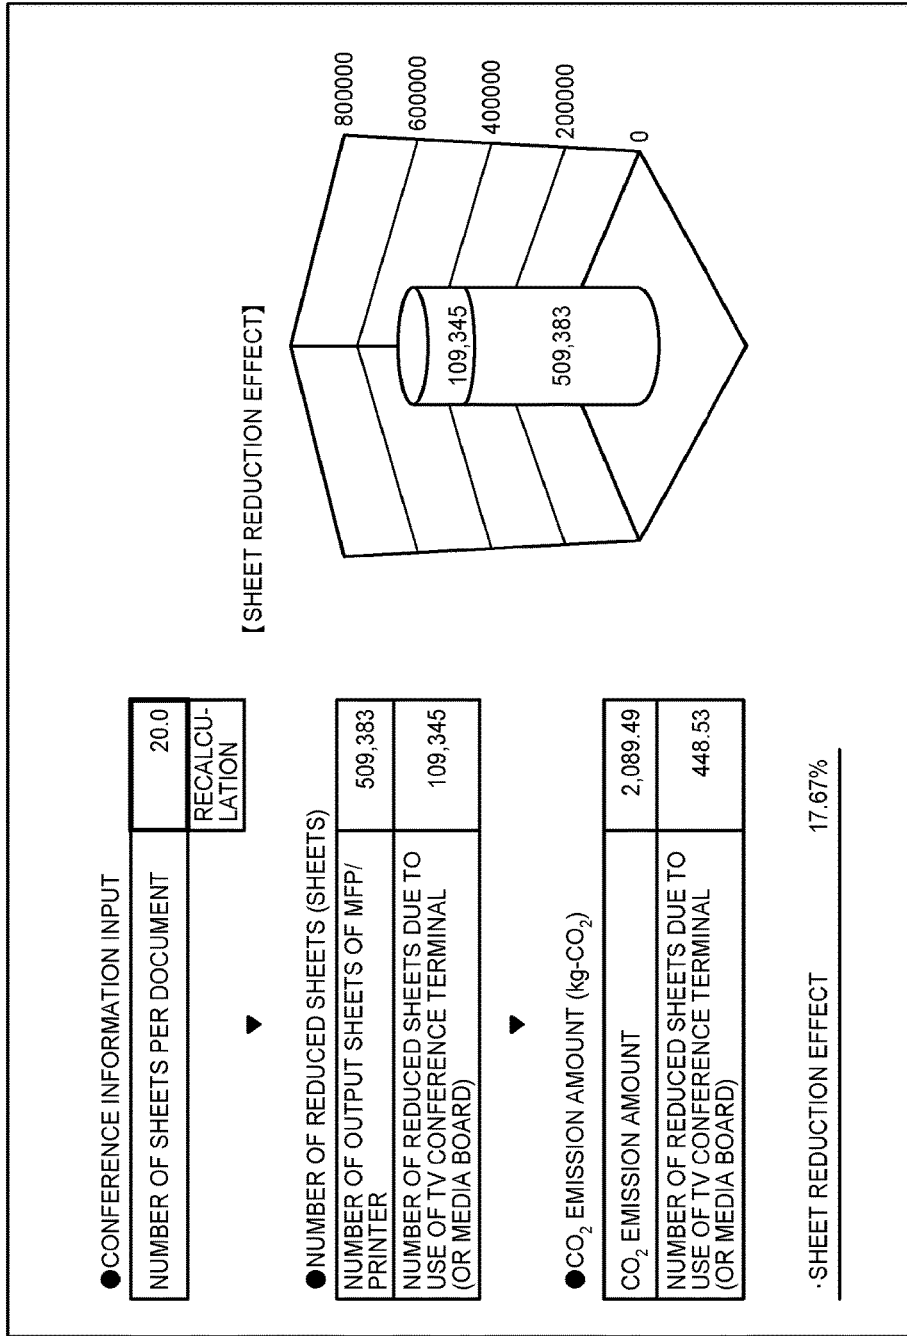 ●CONFERENCE INFORMATION INPUT
NUMBER OF SHEETS PER DOCUMENT 20.0
RECALCU-
LATION
▼
●NUMBER OF REDUCED SHEETS (SHEETS)
NUMBER OF OUTPUT SHEETS OF MFP/
PRINTER
509,383
NUMBER OF REDUCED SHEETS DUE TO
USE OF TV CONFERENCE TERMINAL
(OR MEDIA BOARD)
109,345
▼
●CO₂ EMISSION AMOUNT (kg-CO₂)
CO₂ EMISSION AMOUNT 2,089.49
NUMBER OF REDUCED SHEETS DUE TO
USE OF TV CONFERENCE TERMINAL
(OR MEDIA BOARD)
448.53
·SHEET REDUCTION EFFECT 17.67%
【SHEET REDUCTION EFFECT】
800000
600000
400000
200000
0
109,345
509,383